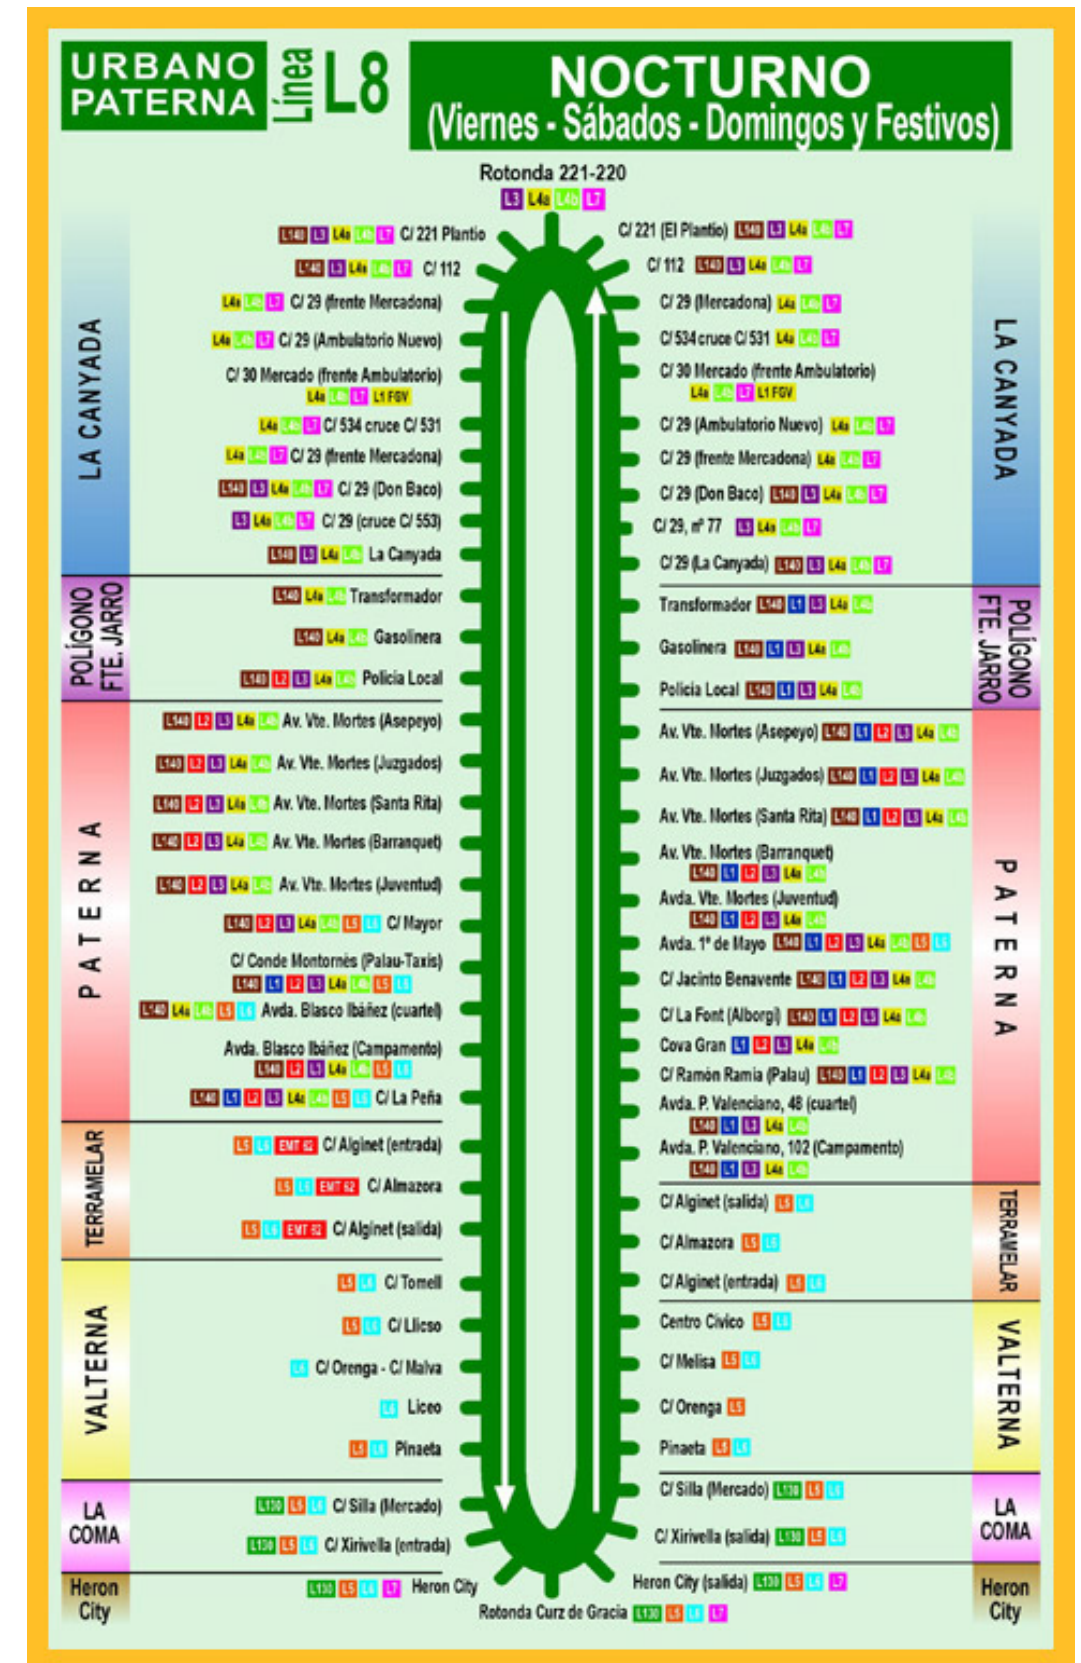 URBANO
PATERNA
Línea
L8
NOCTURNO
(Viernes - Sábados - Domingos y Festivos)
Rotonda 221-220
L3 L4a L4b L7
LA CANYADA
L140 L3 L4a L4b L7 C/ 221 Plantio
L140 L3 L4a L4b L7 C/ 112
L4a L4b L7 C/ 29 (frente Mercadona)
L4a L4b L7 C/ 29 (Ambulatorio Nuevo)
C/ 30 Mercado (frente Ambulatorio)
L4a L4b L7 L1 FGV
L4a L4b L7 C/ 534 cruce C/ 531
L4a L4b L7 C/ 29 (frente Mercadona)
L140 L3 L4a L4b L7 C/ 29 (Don Baco)
L3 L4a L4b L7 C/ 29 (cruce C/ 553)
L140 L3 L4a L4b La Canyada
POLÍGONO
FTE. JARRO
L140 L4a L4b Transformador
L140 L4a L4b Gasolinera
L140 L2 L3 L4a L4b Policia Local
PATERNA
L140 L2 L3 L4a L4b Av. Vte. Mortes (Asepeyo)
L140 L2 L3 L4a L4b Av. Vte. Mortes (Juzgados)
L140 L2 L3 L4a L4b Av. Vte. Mortes (Santa Rita)
L140 L2 L3 L4a L4b Av. Vte. Mortes (Barranquet)
L140 L2 L3 L4a L4b Av. Vte. Mortes (Juventud)
L140 L2 L3 L4a L4b L5 L6 C/ Mayor
C/ Conde Montornés (Palau-Taxis)
L140 L1 L2 L3 L4a L4b L5 L6
L140 L4a L4b L5 L6 Avda. Blasco Ibáñez (cuartel)
Avda. Blasco Ibáñez (Campamento)
L140 L2 L3 L4a L4b L5 L6
L140 L1 L2 L3 L4a L4b L5 L6 C/ La Peña
TERRAMELAR
L5 L6 EMT 62 C/ Alginet (entrada)
L5 L6 EMT 62 C/ Almazora
L5 L6 EMT 62 C/ Alginet (salida)
VALTERNA
L5 L6 C/ Tomell
L5 L6 C/ Llicso
L6 C/ Orenga - C/ Malva
L6 Liceo
L5 L6 Pinaeta
LA
COMA
L130 L5 L6 C/ Silla (Mercado)
L130 L5 L6 C/ Xirivella (entrada)
Heron
City
L130 L5 L6 L7 Heron City
Rotonda Curz de Gracia L130 L5 L6 L7
C/ 221 (El Plantio) L140 L3 L4a L4b L7
C/ 112 L140 L3 L4a L4b L7
C/ 29 (Mercadona) L4a L4b L7
C/ 534 cruce C/ 531 L4a L4b L7
C/ 30 Mercado (frente Ambulatorio)
L4a L4b L7 L1 FGV
C/ 29 (Ambulatorio Nuevo) L4a L4b L7
C/ 29 (frente Mercadona) L4a L4b L7
C/ 29 (Don Baco) L140 L3 L4a L4b L7
C/ 29, nº 77 L3 L4a L4b L7
C/ 29 (La Canyada) L140 L3 L4a L4b L7
LA CANYADA
Transformador L140 L1 L3 L4a L4b
Gasolinera L140 L1 L3 L4a L4b
Policia Local L140 L1 L3 L4a L4b
POLÍGONO
FTE. JARRO
Av. Vte. Mortes (Asepeyo) L140 L1 L2 L3 L4a L4b
Av. Vte. Mortes (Juzgados) L140 L1 L2 L3 L4a L4b
Av. Vte. Mortes (Santa Rita) L140 L1 L2 L3 L4a L4b
Av. Vte. Mortes (Barranquet)
L140 L1 L2 L3 L4a L4b
Avda. Vte. Mortes (Juventud)
L140 L1 L2 L3 L4a L4b
Avda. 1º de Mayo L140 L1 L2 L3 L4a L4b L5 L6
C/ Jacinto Benavente L140 L1 L2 L3 L4a L4b
C/ La Font (Alborgi) L140 L1 L2 L3 L4a L4b
Cova Gran L1 L2 L3 L4a L4b
C/ Ramón Ramia (Palau) L140 L1 L2 L3 L4a L4b
Avda. P. Valenciano, 48 (cuartel)
L140 L1 L3 L4a L4b
Avda. P. Valenciano, 102 (Campamento)
L140 L1 L3 L4a L4b
PATERNA
C/ Alginet (salida) L5 L6
C/ Almazora L5 L6
C/ Alginet (entrada) L5 L6
TERRAMELAR
Centro Cívico L5 L6
C/ Melisa L5 L6
C/ Orenga L5
Pinaeta L5 L6
VALTERNA
C/ Silla (Mercado) L130 L5 L6
C/ Xirivella (salida) L130 L5 L6
LA
COMA
Heron City (salida) L130 L5 L6 L7
Heron
City